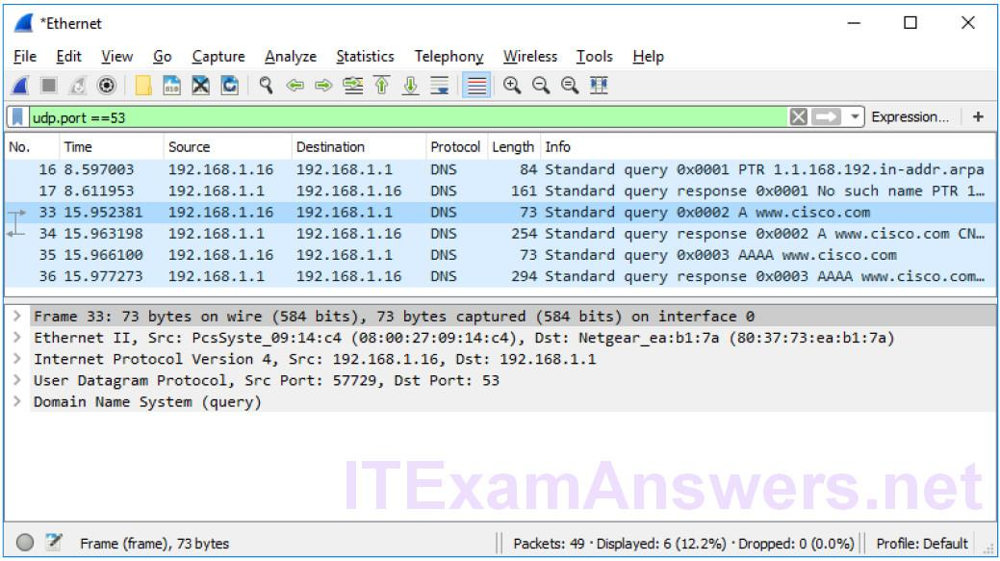 *Ethernet
File Edit View Go Capture Analyze Statistics Telephony Wireless Tools Help
udp.port ==53 Expression... +
No. Time Source Destination Protocol Length Info
16 8.597003 192.168.1.16 192.168.1.1 DNS 84 Standard query 0x0001 PTR 1.1.168.192.in-addr.arpa
17 8.611953 192.168.1.1 192.168.1.16 DNS 161 Standard query response 0x0001 No such name PTR 1...
33 15.952381 192.168.1.16 192.168.1.1 DNS 73 Standard query 0x0002 A www.cisco.com
34 15.963198 192.168.1.1 192.168.1.16 DNS 254 Standard query response 0x0002 A www.cisco.com CN...
35 15.966100 192.168.1.16 192.168.1.1 DNS 73 Standard query 0x0003 AAAA www.cisco.com
36 15.977273 192.168.1.1 192.168.1.16 DNS 294 Standard query response 0x0003 AAAA www.cisco.com...
Frame 33: 73 bytes on wire (584 bits), 73 bytes captured (584 bits) on interface 0
Ethernet II, Src: PcsSyste_09:14:c4 (08:00:27:09:14:c4), Dst: Netgear_ea:b1:7a (80:37:73:ea:b1:7a)
Internet Protocol Version 4, Src: 192.168.1.16, Dst: 192.168.1.1
User Datagram Protocol, Src Port: 57729, Dst Port: 53
Domain Name System (query)
ITExamAnswers.net
Frame (frame), 73 bytes Packets: 49 · Displayed: 6 (12.2%) · Dropped: 0 (0.0%) Profile: Default